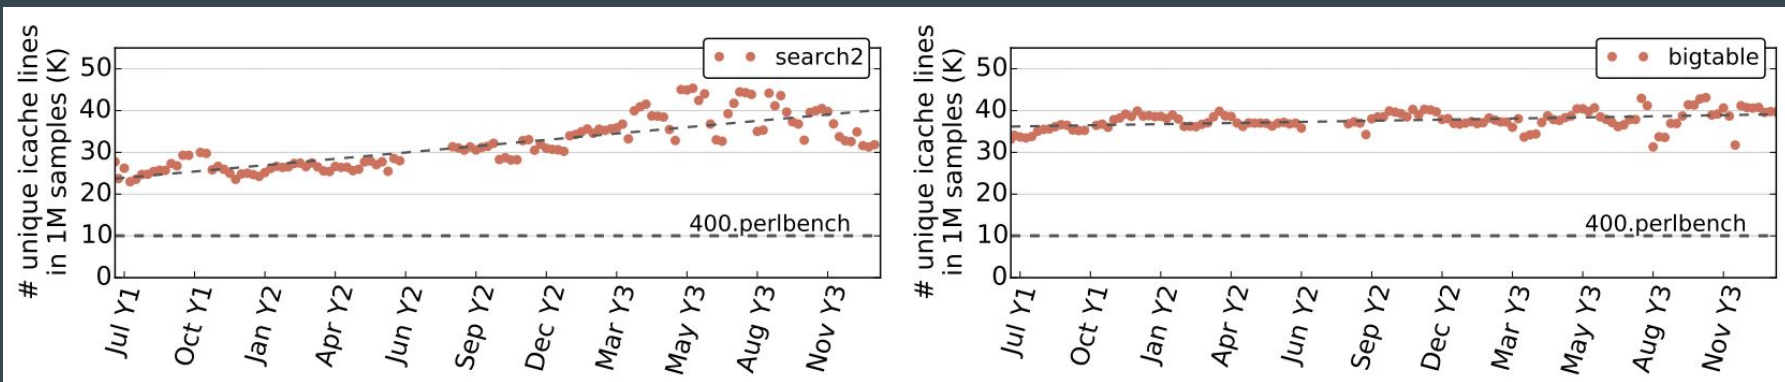 # unique icache lines
in 1M samples (K)
50
40
30
20
10
0
search2
400.perlbench
Jul Y1
Oct Y1
Jan Y2
Apr Y2
Jun Y2
Sep Y2
Dec Y2
Mar Y3
May Y3
Aug Y3
Nov Y3
# unique icache lines
in 1M samples (K)
50
40
30
20
10
0
bigtable
400.perlbench
Jul Y1
Oct Y1
Jan Y2
Apr Y2
Jun Y2
Sep Y2
Dec Y2
Mar Y3
May Y3
Aug Y3
Nov Y3